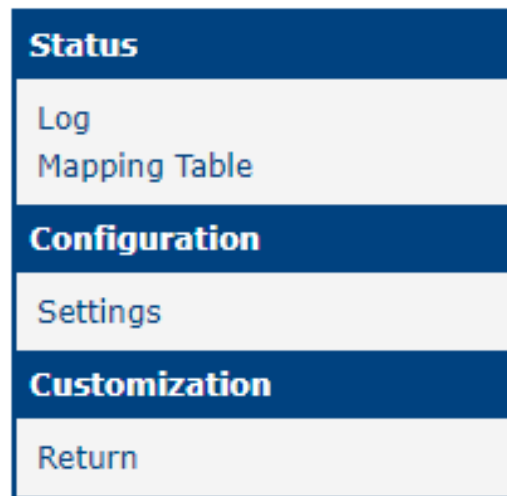 Status
Log
Mapping Table
Configuration
Settings
Customization
Return